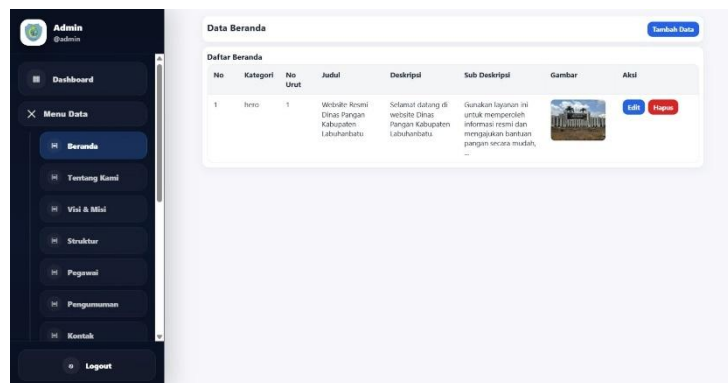 Admin
@admin
Dashboard
Menu Data
Beranda
Tentang Kami
Visi & Misi
Struktur
Pegawai
Pengumuman
Kontak
Logout
Data Beranda
Tambah Data
Daftar Beranda
No Kategori No Urut Judul Deskripsi Sub Deskripsi Gambar Aksi
1 hero 1
Website Resmi
Dinas Pangan
Kabupaten
Labuhanbatu.
Selamat datang di
website Dinas
Pangan Kabupaten
Labuhanbatu.
Gunakan layanan ini
untuk memperoleh
informasi resmi dan
mengajukan bantuan
pangan secara mudah,
...
Edit Hapus